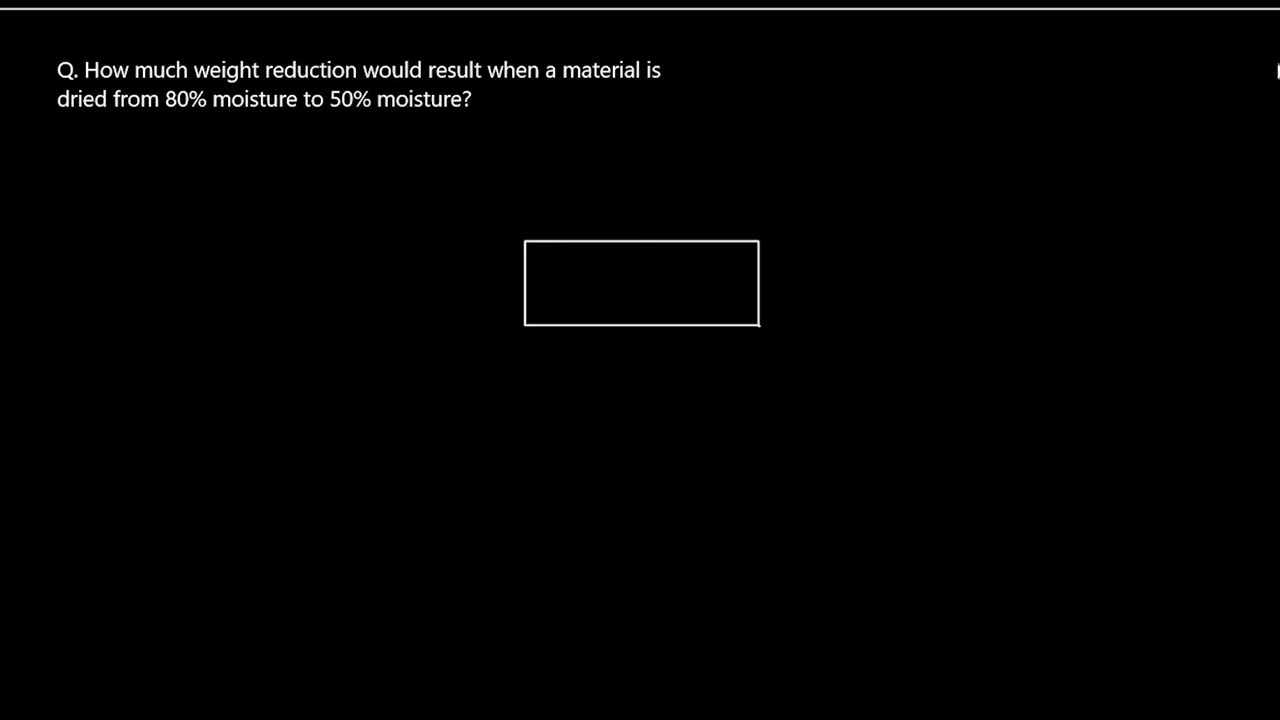 Q. How much weight reduction would result when a material is
dried from 80% moisture to 50% moisture?